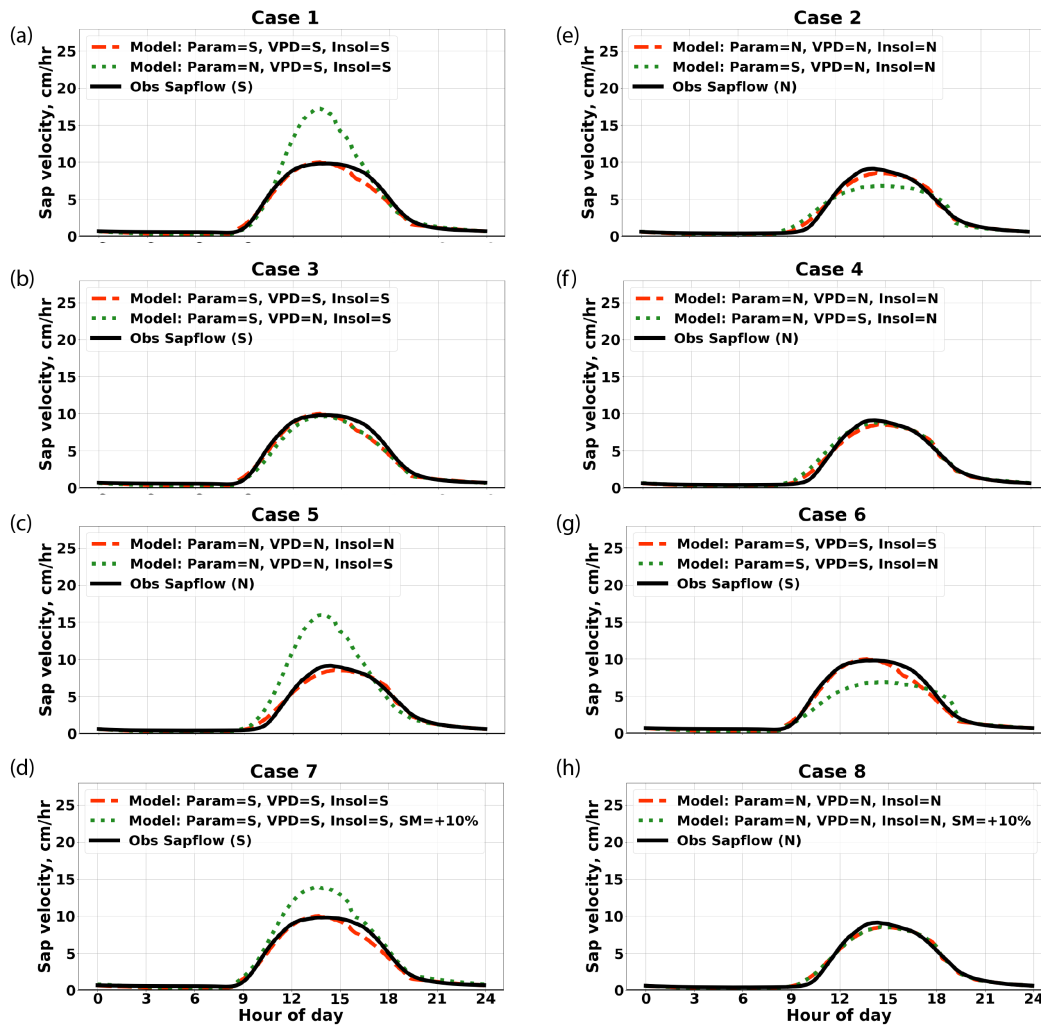 Case 1
(a)
Model: Param=S, VPD=S, Insol=S
Model: Param=N, VPD=S, Insol=S
Obs Sapflow (S)
Sap velocity, cm/hr
25
20
15
10
5
0
Case 2
(e)
Model: Param=N, VPD=N, Insol=N
Model: Param=S, VPD=N, Insol=N
Obs Sapflow (N)
Sap velocity, cm/hr
25
20
15
10
5
0
Case 3
(b)
Model: Param=S, VPD=S, Insol=S
Model: Param=S, VPD=N, Insol=S
Obs Sapflow (S)
Sap velocity, cm/hr
25
20
15
10
5
0
Case 4
(f)
Model: Param=N, VPD=N, Insol=N
Model: Param=N, VPD=S, Insol=N
Obs Sapflow (N)
Sap velocity, cm/hr
25
20
15
10
5
0
Case 5
(c)
Model: Param=N, VPD=N, Insol=N
Model: Param=N, VPD=N, Insol=S
Obs Sapflow (N)
Sap velocity, cm/hr
25
20
15
10
5
0
Case 6
(g)
Model: Param=S, VPD=S, Insol=S
Model: Param=S, VPD=S, Insol=N
Obs Sapflow (S)
Sap velocity, cm/hr
25
20
15
10
5
0
Case 7
(d)
Model: Param=S, VPD=S, Insol=S
Model: Param=S, VPD=S, Insol=S, SM=+10%
Obs Sapflow (S)
Sap velocity, cm/hr
25
20
15
10
5
0
0 3 6 9 12 15 18 21 24
Hour of day
Case 8
(h)
Model: Param=N, VPD=N, Insol=N
Model: Param=N, VPD=N, Insol=N, SM=+10%
Obs Sapflow (N)
Sap velocity, cm/hr
25
20
15
10
5
0
0 3 6 9 12 15 18 21 24
Hour of day